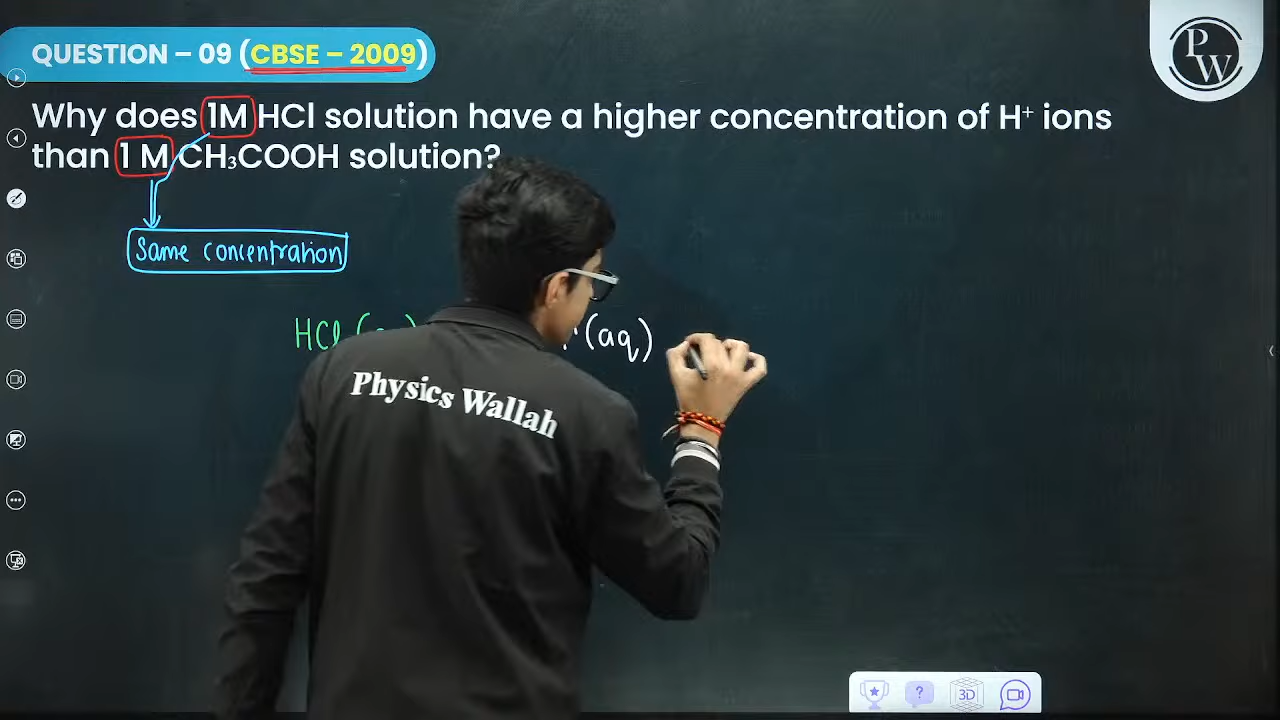 QUESTION – 09 (CBSE – 2009)
PW
Why does 1M HCl solution have a higher concentration of H⁺ ions
than 1 M CH₃COOH solution?
Same concentration
HCl (aq) (aq)
Physics Wallah
?
3D